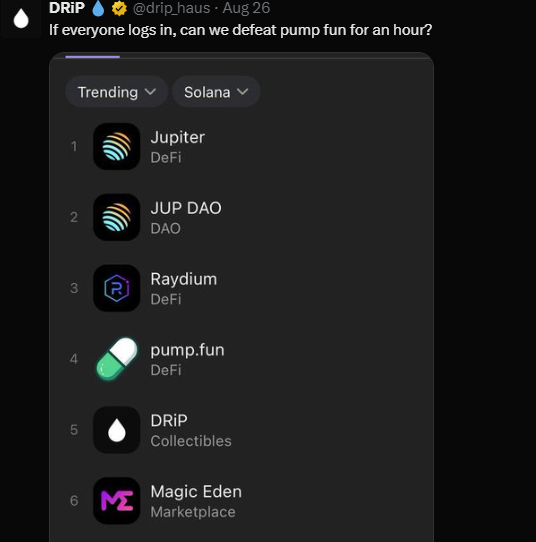 DRiP 💧 @drip_haus · Aug 26
If everyone logs in, can we defeat pump fun for an hour?
Trending Solana
1 Jupiter
DeFi
2 JUP DAO
DAO
3 Raydium
DeFi
4 pump.fun
DeFi
5 DRiP
Collectibles
6 Magic Eden
Marketplace